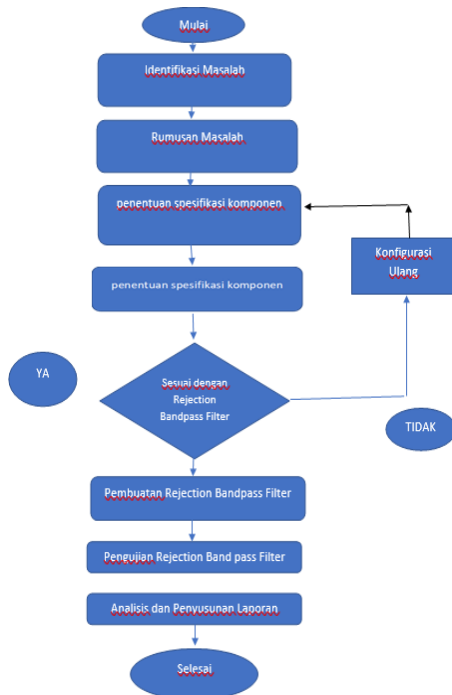 Mulai
Identifikasi Masalah
Rumusan Masalah
penentuan spesifikasi komponen
Konfigurasi
Ulang
penentuan spesifikasi komponen
YA
Sesuai dengan
Rejection
Bandpass Filter
TIDAK
Pembuatan Rejection Bandpass Filter
Pengujian Rejection Band pass Filter
Analisis dan Penyusunan Laporan
Selesai